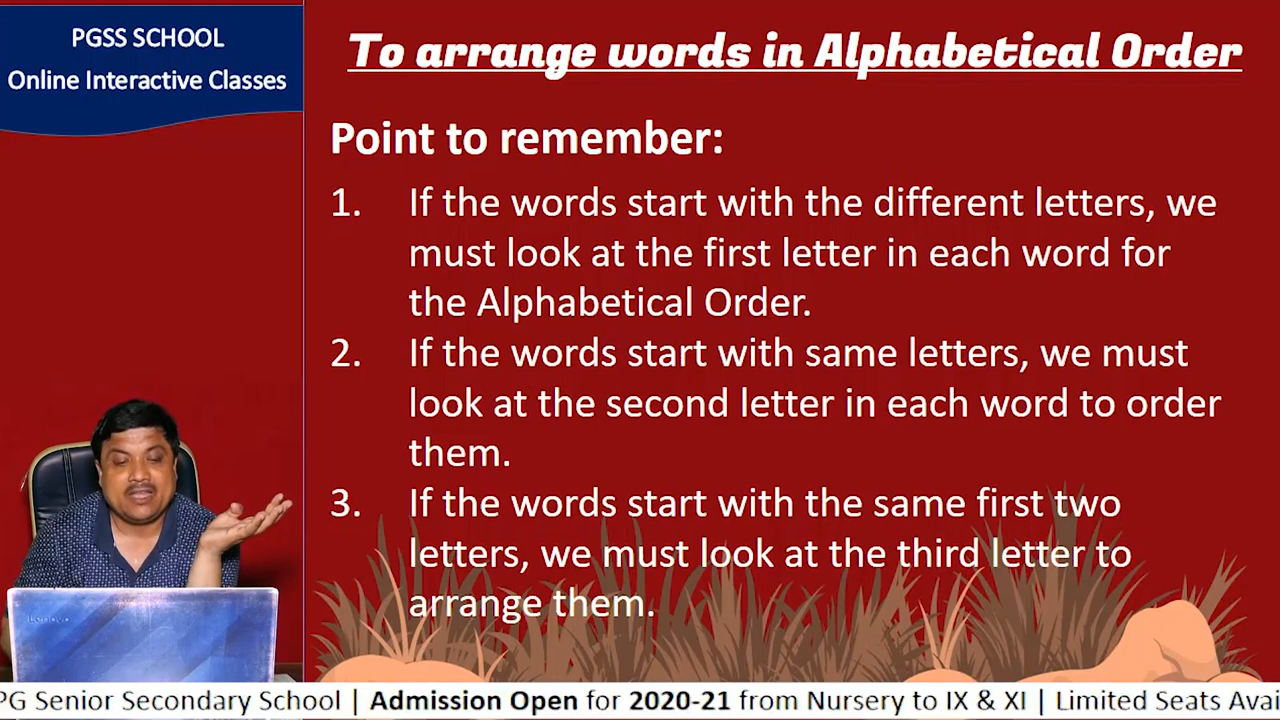 PGSS SCHOOL
Online Interactive Classes
To arrange words in Alphabetical Order
Point to remember:
1. If the words start with the different letters, we
must look at the first letter in each word for
the Alphabetical Order.
2. If the words start with same letters, we must
look at the second letter in each word to order
them.
3. If the words start with the same first two
letters, we must look at the third letter to
arrange them.
Lenovo
PG Senior Secondary School | Admission Open for 2020-21 from Nursery to IX & XI | Limited Seats Avai